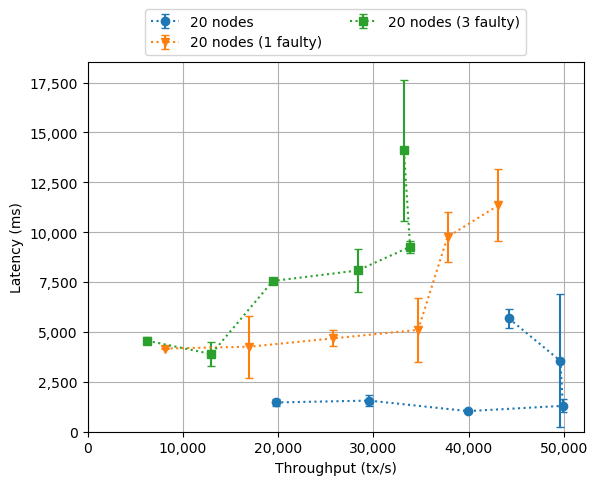 20 nodes
20 nodes (1 faulty)
20 nodes (3 faulty)
17,500
15,000
12,500
10,000
7,500
5,000
2,500
0
Latency (ms)
0 10,000 20,000 30,000 40,000 50,000
Throughput (tx/s)